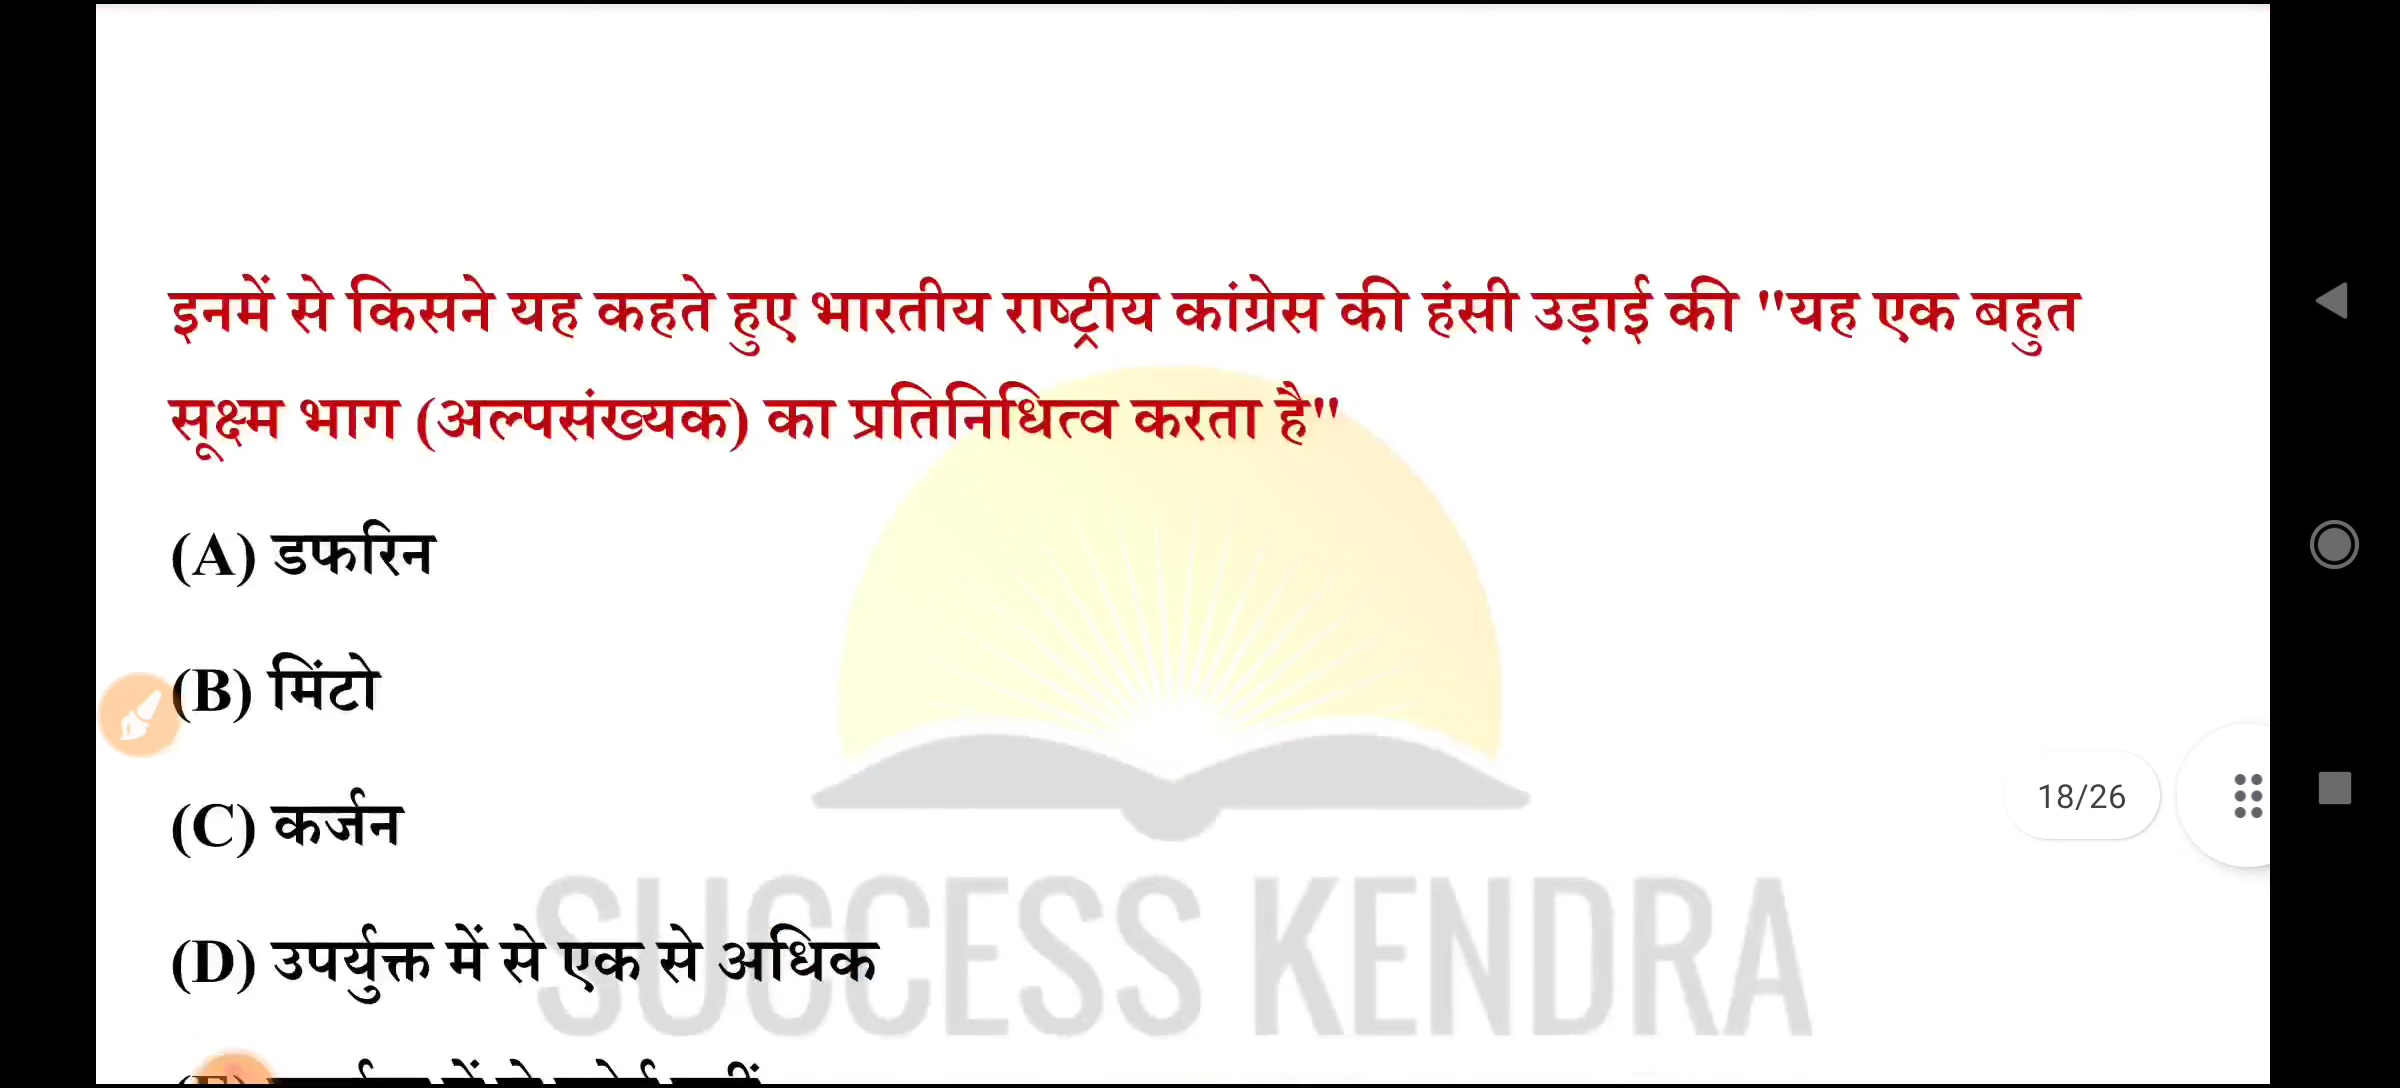 इनमें से किसने यह कहते हुए भारतीय राष्ट्रीय कांग्रेस की हंसी उड़ाई की "यह एक बहुत
सूक्ष्म भाग (अल्पसंख्यक) का प्रतिनिधित्व करता है"
(A) डफरिन
(B) मिंटो
(C) कर्जन
18/26
(D) उपर्युक्त में से एक से अधिक
SUCCESS KENDRA